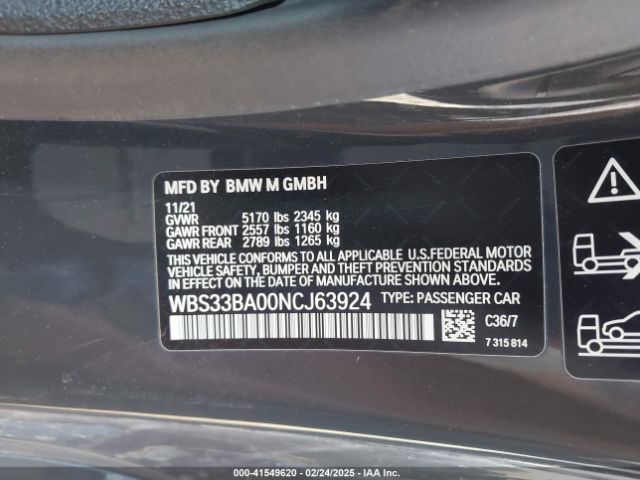 MFD BY BMW M GMBH
11/21
GVWR 5170 lbs 2345 kg
GAWR FRONT 2557 lbs 1160 kg
GAWR REAR 2789 lbs 1265 kg
THIS VEHICLE CONFORMS TO ALL APPLICABLE U.S.FEDERAL MOTOR
VEHICLE SAFETY, BUMPER AND THEFT PREVENTION STANDARDS
IN EFFECT ON THE DATE OF MANUFACTURE SHOWN ABOVE.
WBS33BA00NCJ63924 TYPE: PASSENGER CAR
C36/7
7 315 814
000-41549620 - 02/24/2025 - IAA Inc.